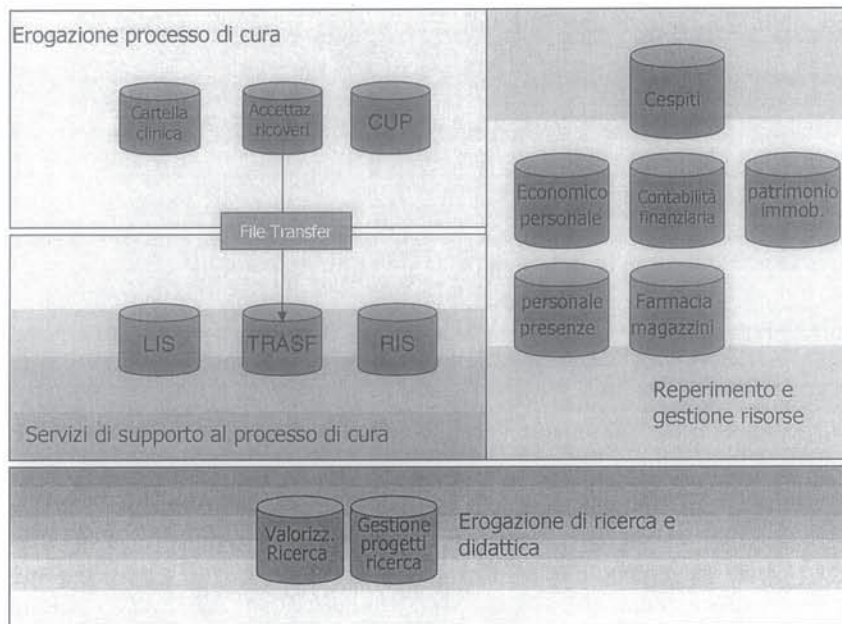 Erogazione processo di cura
Cartella
clinica
Accettaz.
ricoveri
CUP
File Transfer
LIS
TRASF
RIS
Servizi di supporto al processo di cura
Cespiti
Economico
personale
Contabilità
finanziaria
patrimonio
immob.
personale
presenze
Farmacia
magazzini
Reperimento e
gestione risorse
Valorizz.
Ricerca
Gestione
progetti
ricerca
Erogazione di ricerca e
didattica